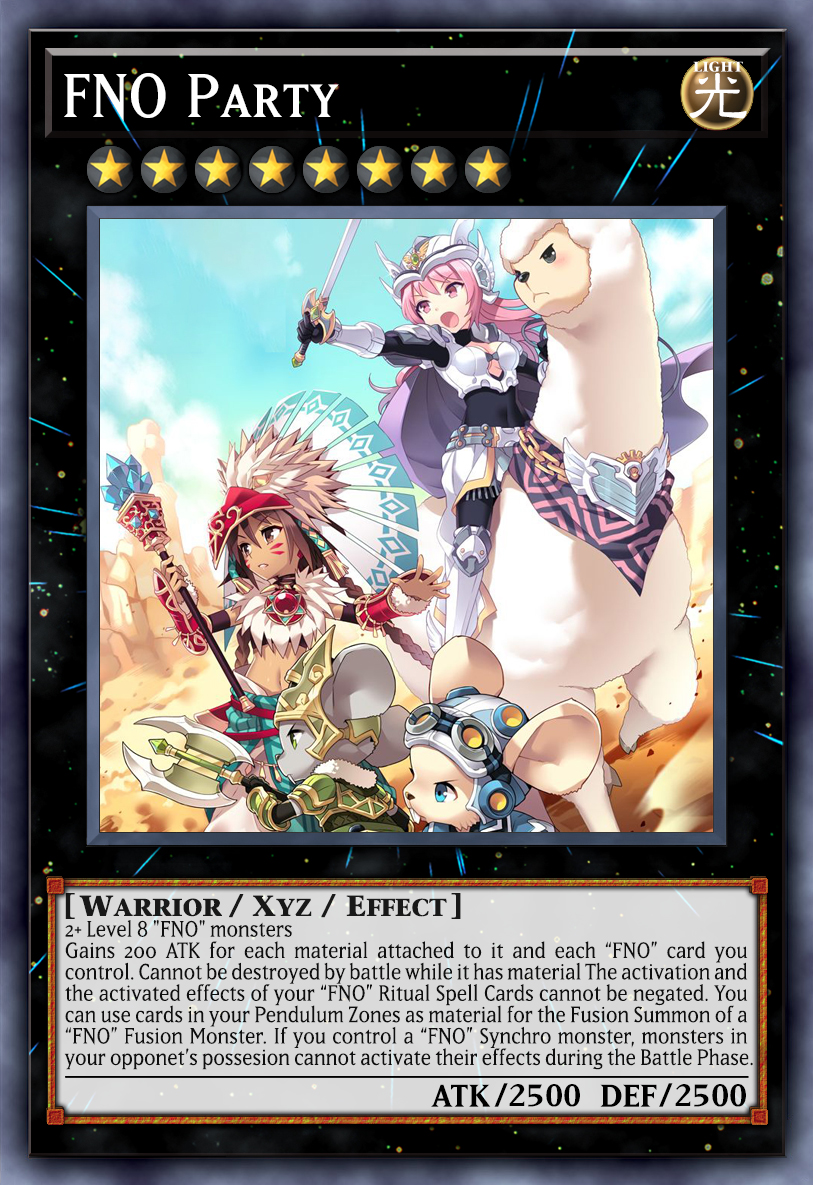 FNO Party
LIGHT
光
[ Warrior / Xyz / Effect ]
2+ Level 8 "FNO" monsters
Gains 200 ATK for each material attached to it and each “FNO” card you
control. Cannot be destroyed by battle while it has material The activation and
the activated effects of your “FNO” Ritual Spell Cards cannot be negated. You
can use cards in your Pendulum Zones as material for the Fusion Summon of a
“FNO” Fusion Monster. If you control a “FNO” Synchro monster, monsters in
your opponet's possesion cannot activate their effects during the Battle Phase.
ATK/2500 DEF/2500